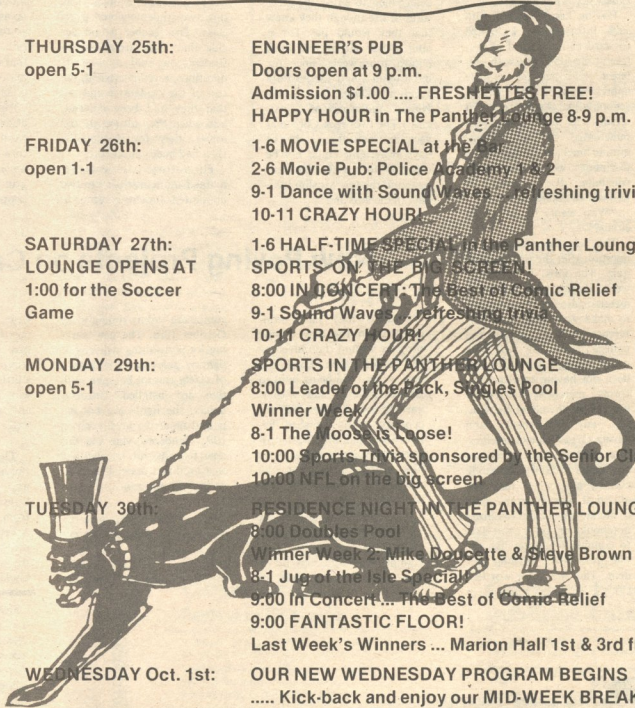 THURSDAY 25th: ENGINEER'S PUB
open 5-1 Doors open at 9 p.m.
Admission $1.00 .... FRESHETTES FREE!
HAPPY HOUR in The Panther Lounge 8-9 p.m.
FRIDAY 26th: 1-6 MOVIE SPECIAL at the Bar
open 1-1 2-6 Movie Pub: Police Academy 1 & 2
9-1 Dance with Sound Waves ... refreshing trivi
10-11 CRAZY HOUR!
SATURDAY 27th: 1-6 HALF-TIME SPECIAL in the Panther Loung
LOUNGE OPENS AT SPORTS ON THE BIG SCREEN!
1:00 for the Soccer 8:00 IN CONCERT: The Best of Comic Relief
Game 9-1 Sound Waves ... refreshing trivia
10-11 CRAZY HOUR!
MONDAY 29th: SPORTS IN THE PANTHER LOUNGE
open 5-1 8:00 Leader of the Pack, Singles Pool
Winner Week
8-1 The Moose is Loose!
10:00 Sports Trivia sponsored by the Senior Cl
10:00 NFL on the big screen
TUESDAY 30th: RESIDENCE NIGHT IN THE PANTHER LOUNG
8:00 Doubles Pool
Winner Week 2: Mike Doucette & Steve Brown
8-1 Jug of the Isle Special!
9:00 In Concert ... The Best of Comic Relief
9:00 FANTASTIC FLOOR!
Last Week's Winners ... Marion Hall 1st & 3rd f
WEDNESDAY Oct. 1st: OUR NEW WEDNESDAY PROGRAM BEGINS
..... Kick-back and enjoy our MID-WEEK BREAK